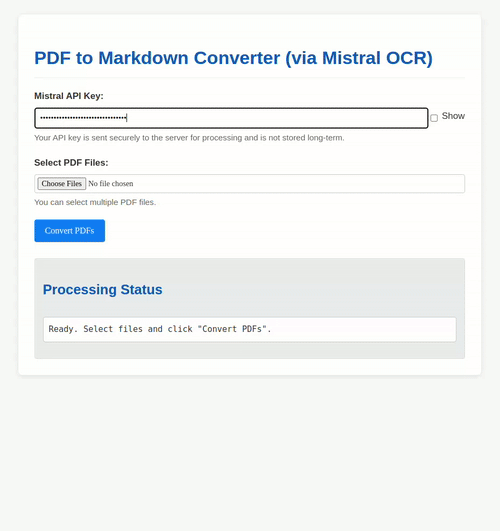 PDF to Markdown Converter (via Mistral OCR)
Mistral API Key:
••••••••••••••••••••••••••••••••
Show
Your API key is sent securely to the server for processing and is not stored long-term.
Select PDF Files:
Choose Files No file chosen
You can select multiple PDF files.
Convert PDFs
Processing Status
Ready. Select files and click "Convert PDFs".